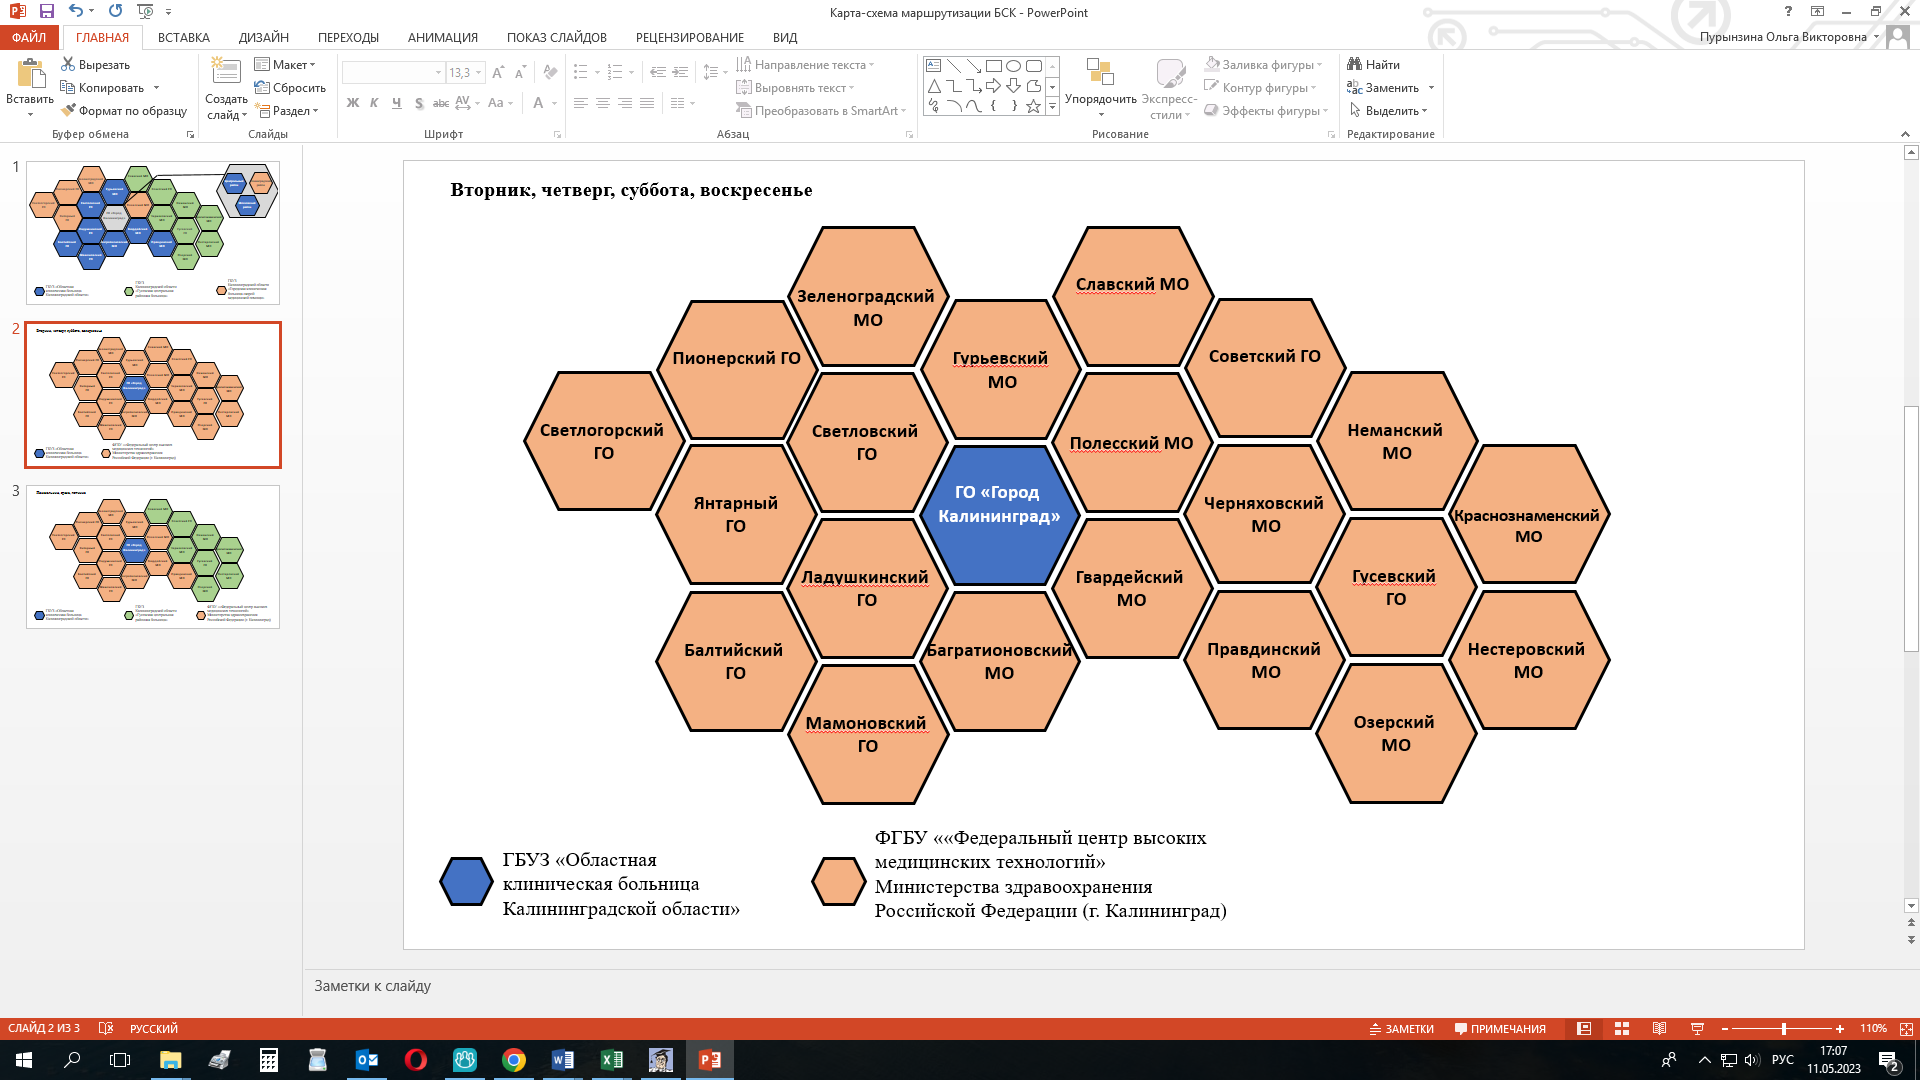 Карта-схема маршрутизации БСК - PowerPoint
ФАЙЛ
ГЛАВНАЯ
ВСТАВКА
ДИЗАЙН
ПЕРЕХОДЫ
АНИМАЦИЯ
ПОКАЗ СЛАЙДОВ
РЕЦЕНЗИРОВАНИЕ
ВИД
Пурынзина Ольга Викторовна
Вставить
Вырезать
Копировать
Формат по образцу
Буфер обмена
Создать
слайд
Макет
Сбросить
Раздел
Слайды
13,3
Шрифт
Направление текста
Выровнять текст
Преобразовать в SmartArt
Абзац
Упорядочить
Экспресс-
стили
Заливка фигуры
Контур фигуры
Эффекты фигуры
Рисование
Найти
Заменить
Выделить
Редактирование
1
2
3
Вторник, четверг, суббота, воскресенье
Зеленоградский
МО
Славский МО
Пионерский ГО
Гурьевский
МО
Советский ГО
Светлогорский
ГО
Светловский
ГО
Полесский МО
Неманский
МО
Янтарный
ГО
ГО «Город
Калининград»
Черняховский
МО
Краснознаменский
МО
Ладушкинский
ГО
Гвардейский
МО
Гусевский
ГО
Балтийский
ГО
Багратионовский
МО
Правдинский
МО
Нестеровский
МО
Мамоновский
ГО
Озерский
МО
ГБУЗ «Областная
клиническая больница
Калининградской области»
ФГБУ ««Федеральный центр высоких
медицинских технологий»
Министерства здравоохранения
Российской Федерации (г. Калининград)
Заметки к слайду
СЛАЙД 2 ИЗ 3
РУССКИЙ
ЗАМЕТКИ
ПРИМЕЧАНИЯ
110%
РУС
17:07
11.05.2023
2